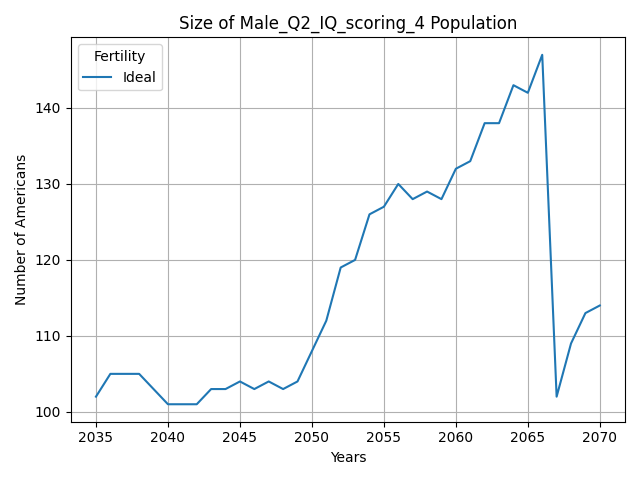 Size of Male_Q2_IQ_scoring_4 Population
Fertility
Ideal
Number of Americans
140
130
120
110
100
2035 2040 2045 2050 2055 2060 2065 2070
Years